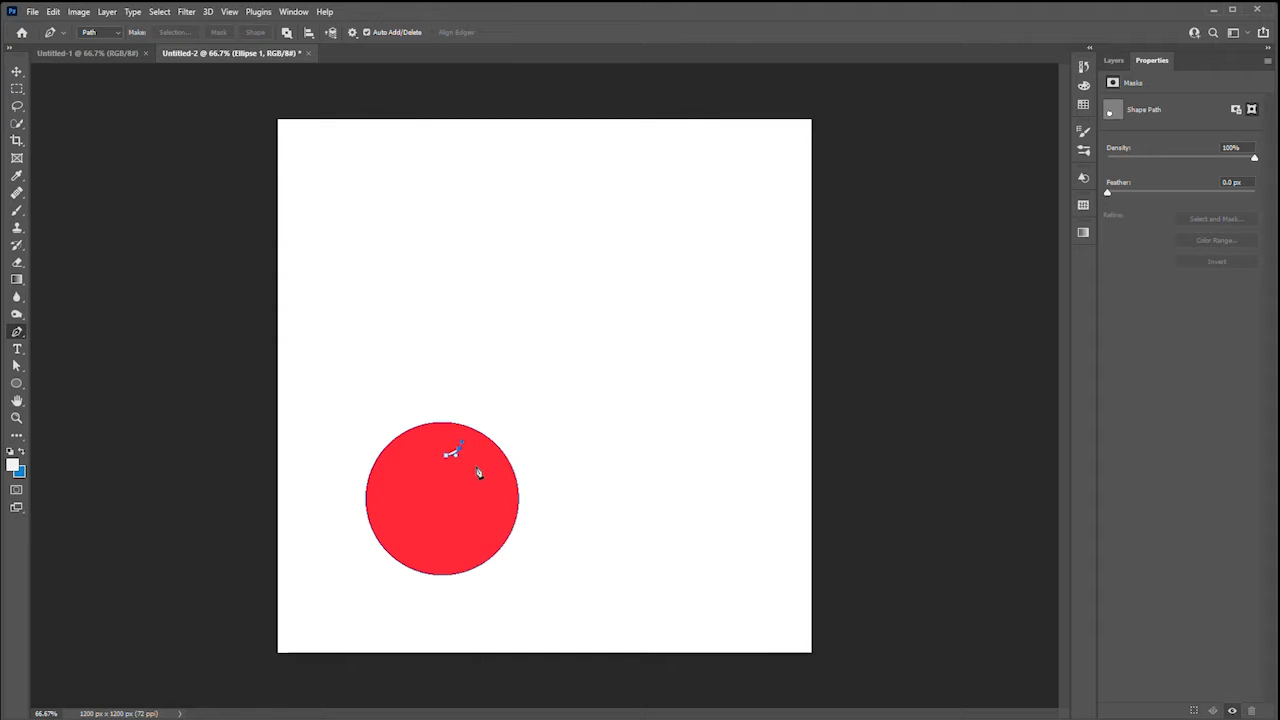 Ps File Edit Image Layer Type Select Filter 3D View Plugins Window Help
Path Make: Selection... Mask Shape Auto Add/Delete Align Edges
Untitled-1 @ 66.7% (RGB/8#) × Untitled-2 @ 66.7% (Ellipse 1, RGB/8#) * ×
Layers Properties
Masks
Shape Path
Density: 100%
Feather: 0.0 px
Refine: Select and Mask...
Color Range...
Invert
T
66.67% 1200 px x 1200 px (72 ppi)